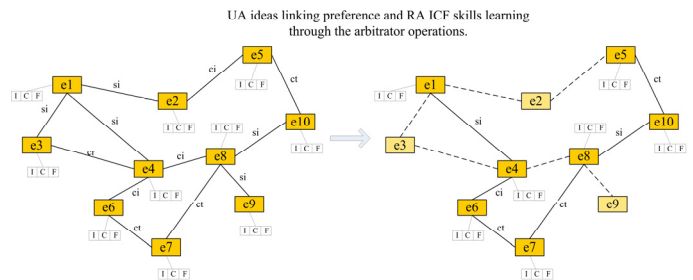 UA ideas linking preference and RA ICF skills learning
through the arbitrator operations.
e5
ci
I C F
e1
si
ct
I C F
e2
si
I C F
si
I C F
e10
e3
si
I C F
e8
I C F
e4
ci
I C F
I C F
ci
si
e6
ct
e9
I C F
ct
I C F
e7
I C F
e5
I C F
e1
ct
I C F
e2
si
e10
e3
si
I C F
e8
e4
I C F
ci
e6
ct
e9
I C F
ct
e7
I C F